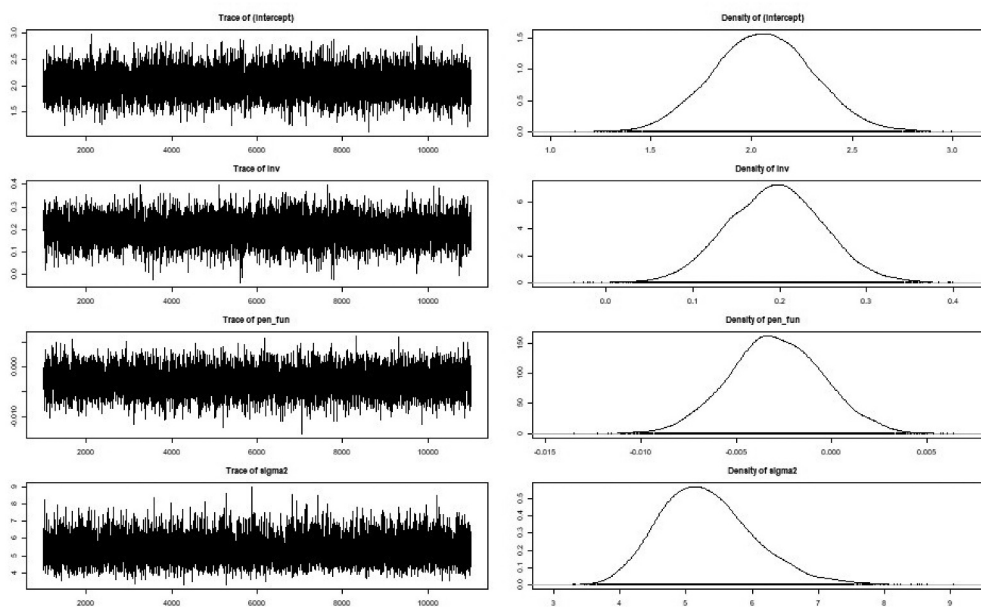 Trace of (Intercept)
Density of (Intercept)
1.5 2.0 2.5 3.0
2000 4000 6000 8000 10000
0.0 0.5 1.0 1.5
1.0 1.5 2.0 2.5 3.0
Trace of Inv
Density of Inv
0.0 0.1 0.2 0.3 0.4
2000 4000 6000 8000 10000
0 2 4 6
0.0 0.1 0.2 0.3 0.4
Trace of pen_fun
Density of pen_fun
-0.010 0.000
2000 4000 6000 8000 10000
0 50 100 150
-0.015 -0.010 -0.005 0.000 0.005
Trace of sigma2
Density of sigma2
4 5 6 7 8 9
2000 4000 6000 8000 10000
0.0 0.1 0.2 0.3 0.4 0.5
3 4 5 6 7 8 9